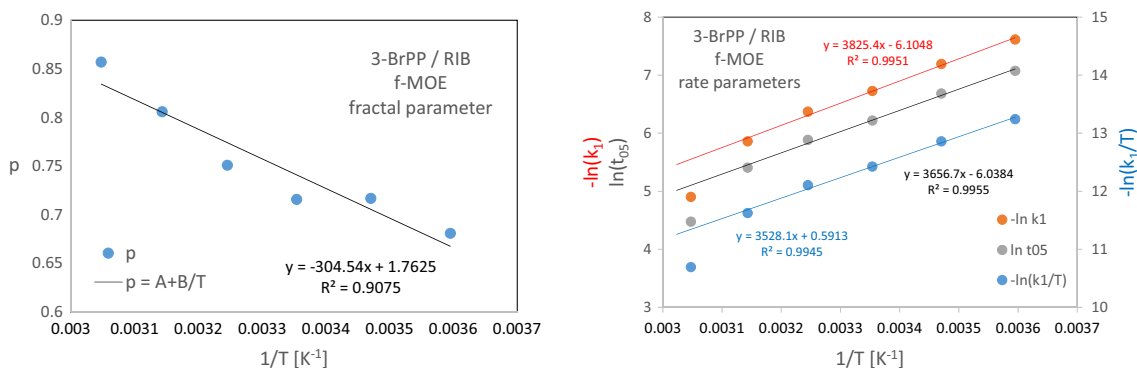 0.9
0.85
0.8
0.75
0.7
0.65
0.6
p
3-BrPP / RIB
f-MOE
fractal parameter
p
p = A+B/T
y = -304.54x + 1.7625
R² = 0.9075
0.003 0.0031 0.0032 0.0033 0.0034 0.0035 0.0036 0.0037
1/T [K⁻¹]
8
7
6
5
4
3
-ln(k₁)
ln(t₀₅)
3-BrPP / RIB
f-MOE
rate parameters
y = 3825.4x - 6.1048
R² = 0.9951
y = 3656.7x - 6.0384
R² = 0.9955
y = 3528.1x + 0.5913
R² = 0.9945
-ln k1
ln t05
-ln(k1/T)
15
14
13
12
11
10
-ln(k₁/T)
0.003 0.0031 0.0032 0.0033 0.0034 0.0035 0.0036 0.0037
1/T [K⁻¹]